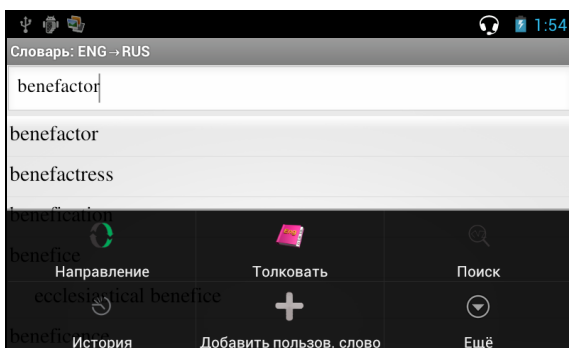 1:54
Словарь: ENG→RUS
benefactor
benefactor
benefactress
benefication
benefice
Направление Толковать Поиск
ecclesiastical benefice
beneficence
История Добавить пользов. слово Ещё